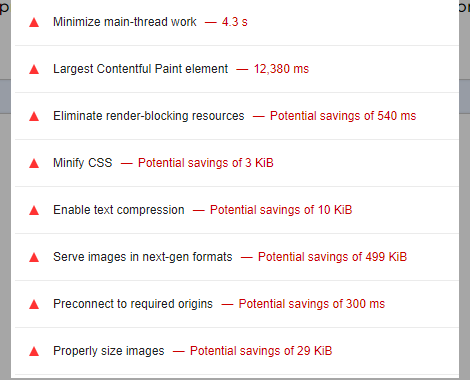 Minimize main-thread work — 4.3 s
Largest Contentful Paint element — 12,380 ms
Eliminate render-blocking resources — Potential savings of 540 ms
Minify CSS — Potential savings of 3 KiB
Enable text compression — Potential savings of 10 KiB
Serve images in next-gen formats — Potential savings of 499 KiB
Preconnect to required origins — Potential savings of 300 ms
Properly size images — Potential savings of 29 KiB